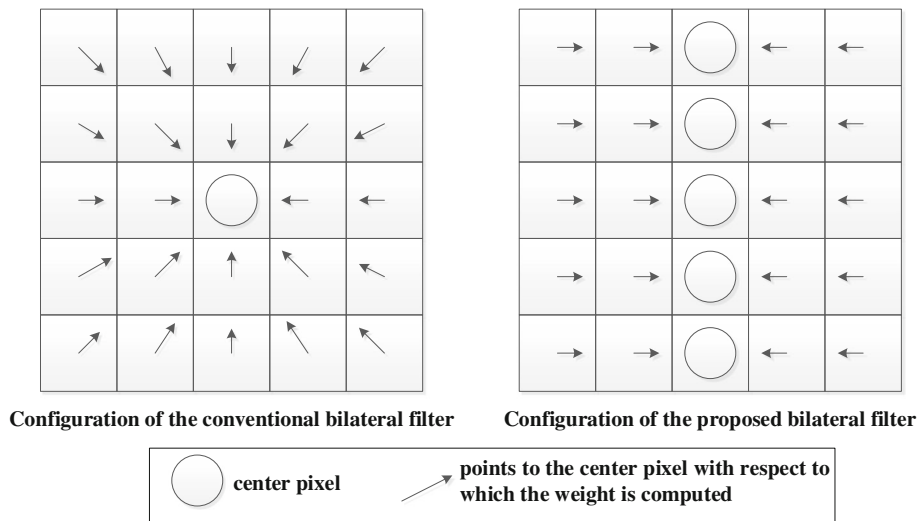 Configuration of the conventional bilateral filter
Configuration of the proposed bilateral filter
center pixel
points to the center pixel with respect to
which the weight is computed